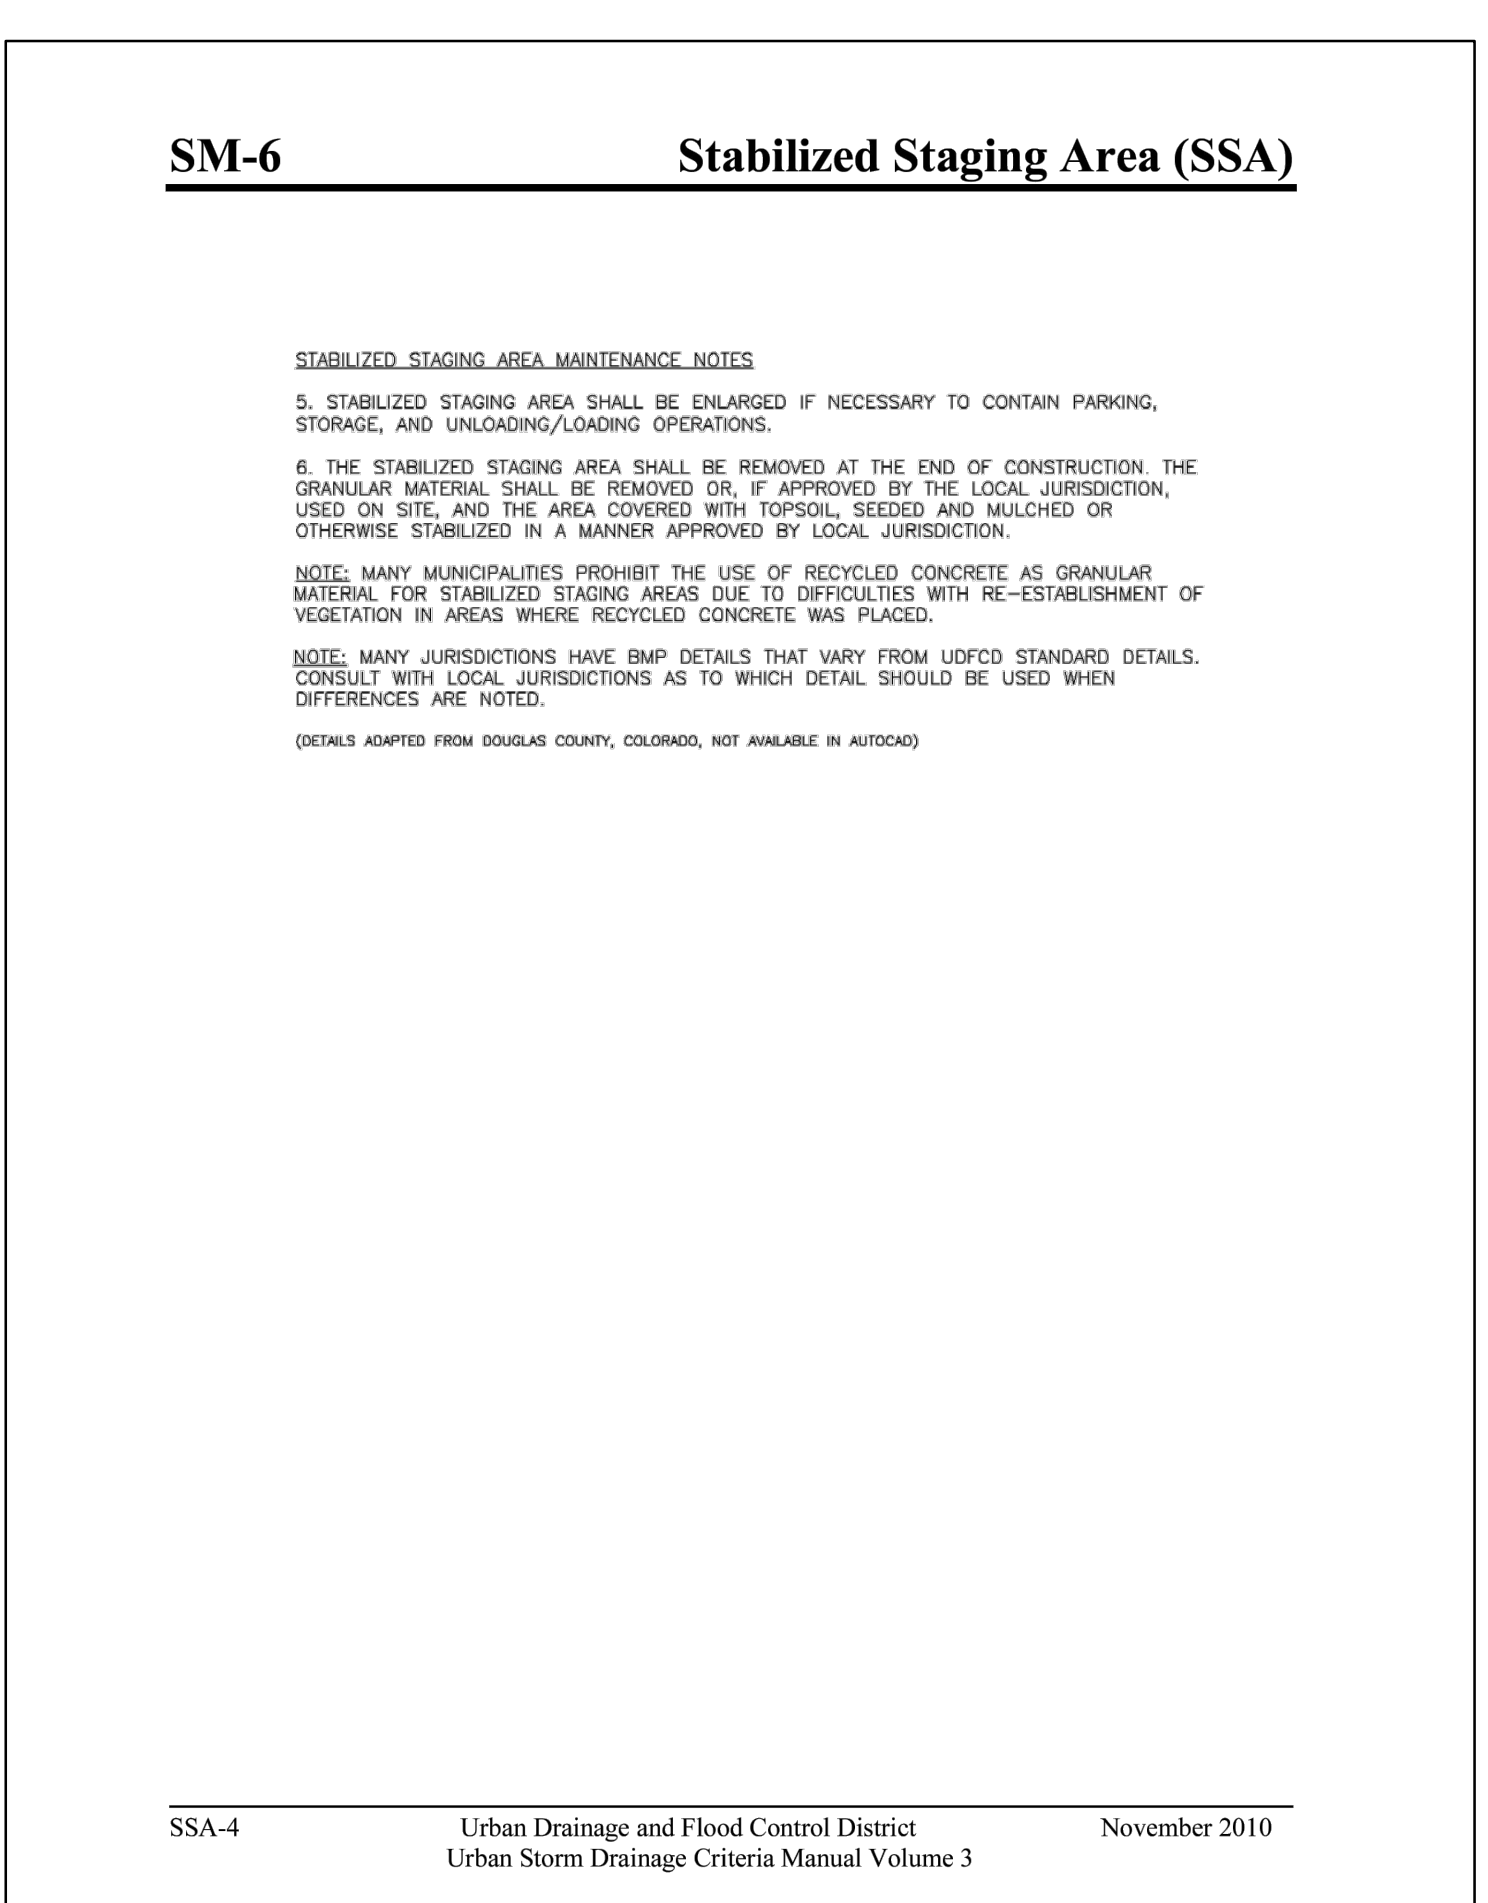 SM-6 Stabilized Staging Area (SSA)
STABILIZED STAGING AREA MAINTENANCE NOTES
5. STABILIZED STAGING AREA SHALL BE ENLARGED IF NECESSARY TO CONTAIN PARKING,
STORAGE, AND UNLOADING/LOADING OPERATIONS.
6. THE STABILIZED STAGING AREA SHALL BE REMOVED AT THE END OF CONSTRUCTION. THE
GRANULAR MATERIAL SHALL BE REMOVED OR, IF APPROVED BY THE LOCAL JURISDICTION,
USED ON SITE, AND THE AREA COVERED WITH TOPSOIL, SEEDED AND MULCHED OR
OTHERWISE STABILIZED IN A MANNER APPROVED BY LOCAL JURISDICTION.
NOTE: MANY MUNICIPALITIES PROHIBIT THE USE OF RECYCLED CONCRETE AS GRANULAR
MATERIAL FOR STABILIZED STAGING AREAS DUE TO DIFFICULTIES WITH RE-ESTABLISHMENT OF
VEGETATION IN AREAS WHERE RECYCLED CONCRETE WAS PLACED.
NOTE: MANY JURISDICTIONS HAVE BMP DETAILS THAT VARY FROM UDFCD STANDARD DETAILS.
CONSULT WITH LOCAL JURISDICTIONS AS TO WHICH DETAIL SHOULD BE USED WHEN
DIFFERENCES ARE NOTED.
(DETAILS ADAPTED FROM DOUGLAS COUNTY, COLORADO, NOT AVAILABLE IN AUTOCAD)
SSA-4 Urban Drainage and Flood Control District November 2010
Urban Storm Drainage Criteria Manual Volume 3